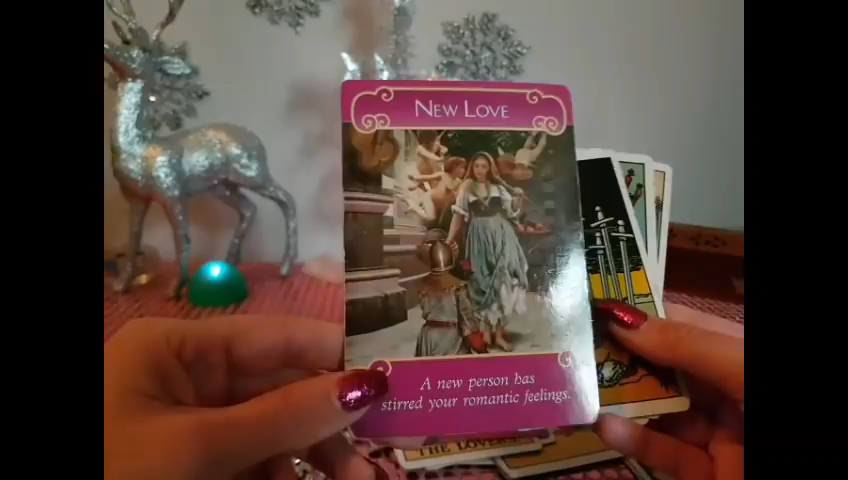 NEW LOVE
A new person has
stirred your romantic feelings.
THE LOVERS